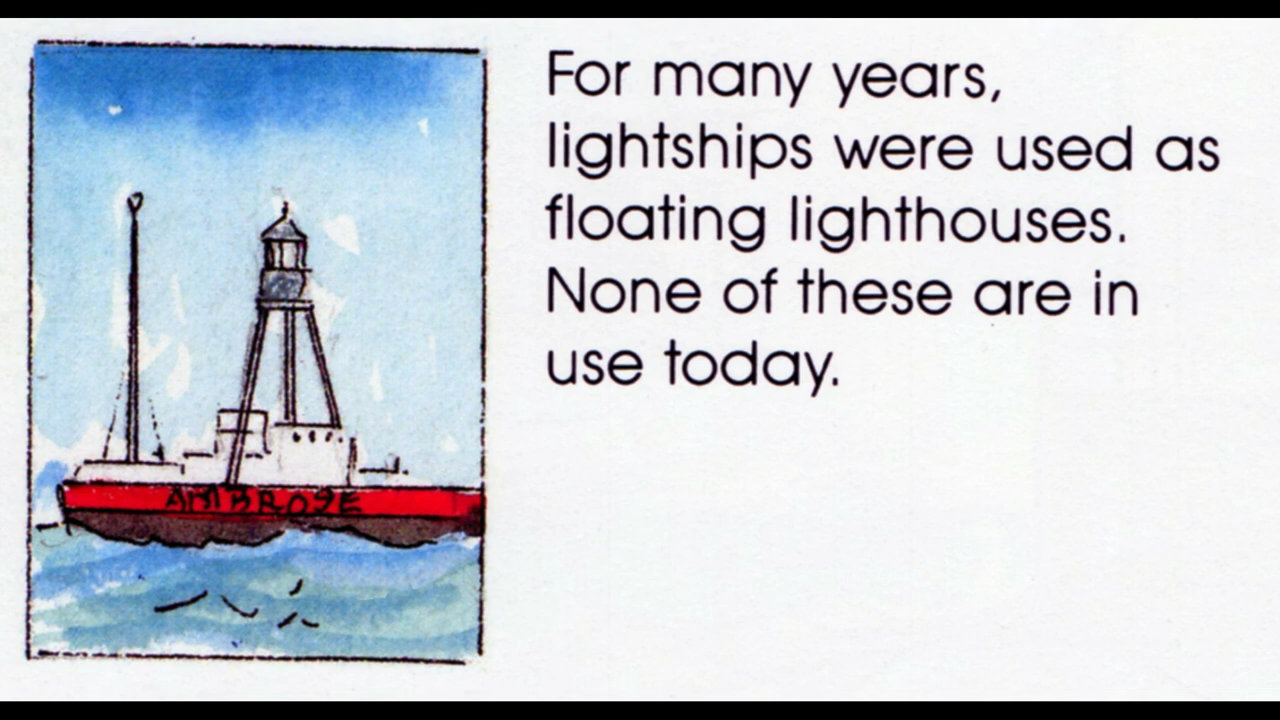 For many years,
lightships were used as
floating lighthouses.
None of these are in
use today.
AMBROSE